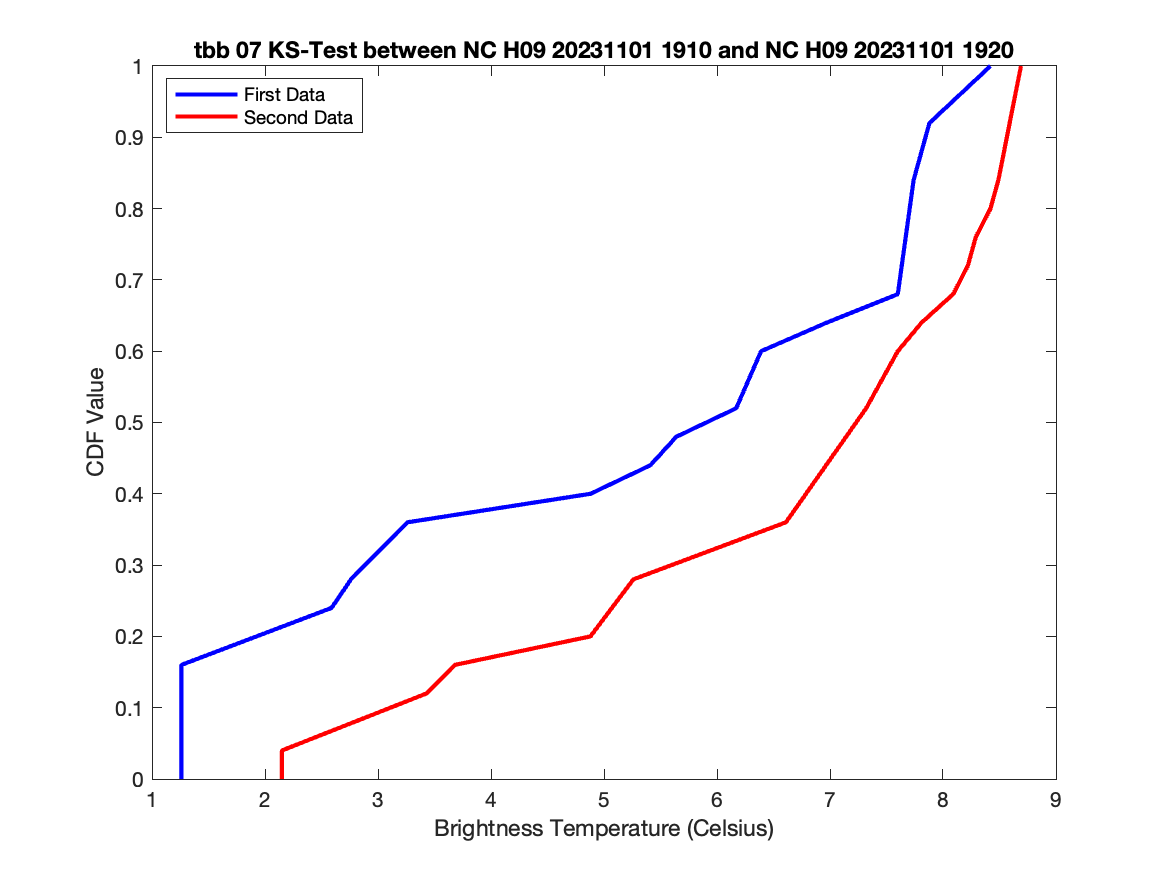 tbb 07 KS-Test between NC H09 20231101 1910 and NC H09 20231101 1920
First Data
Second Data
1
0.9
0.8
0.7
0.6
0.5
0.4
0.3
0.2
0.1
0
CDF Value
1 2 3 4 5 6 7 8 9
Brightness Temperature (Celsius)